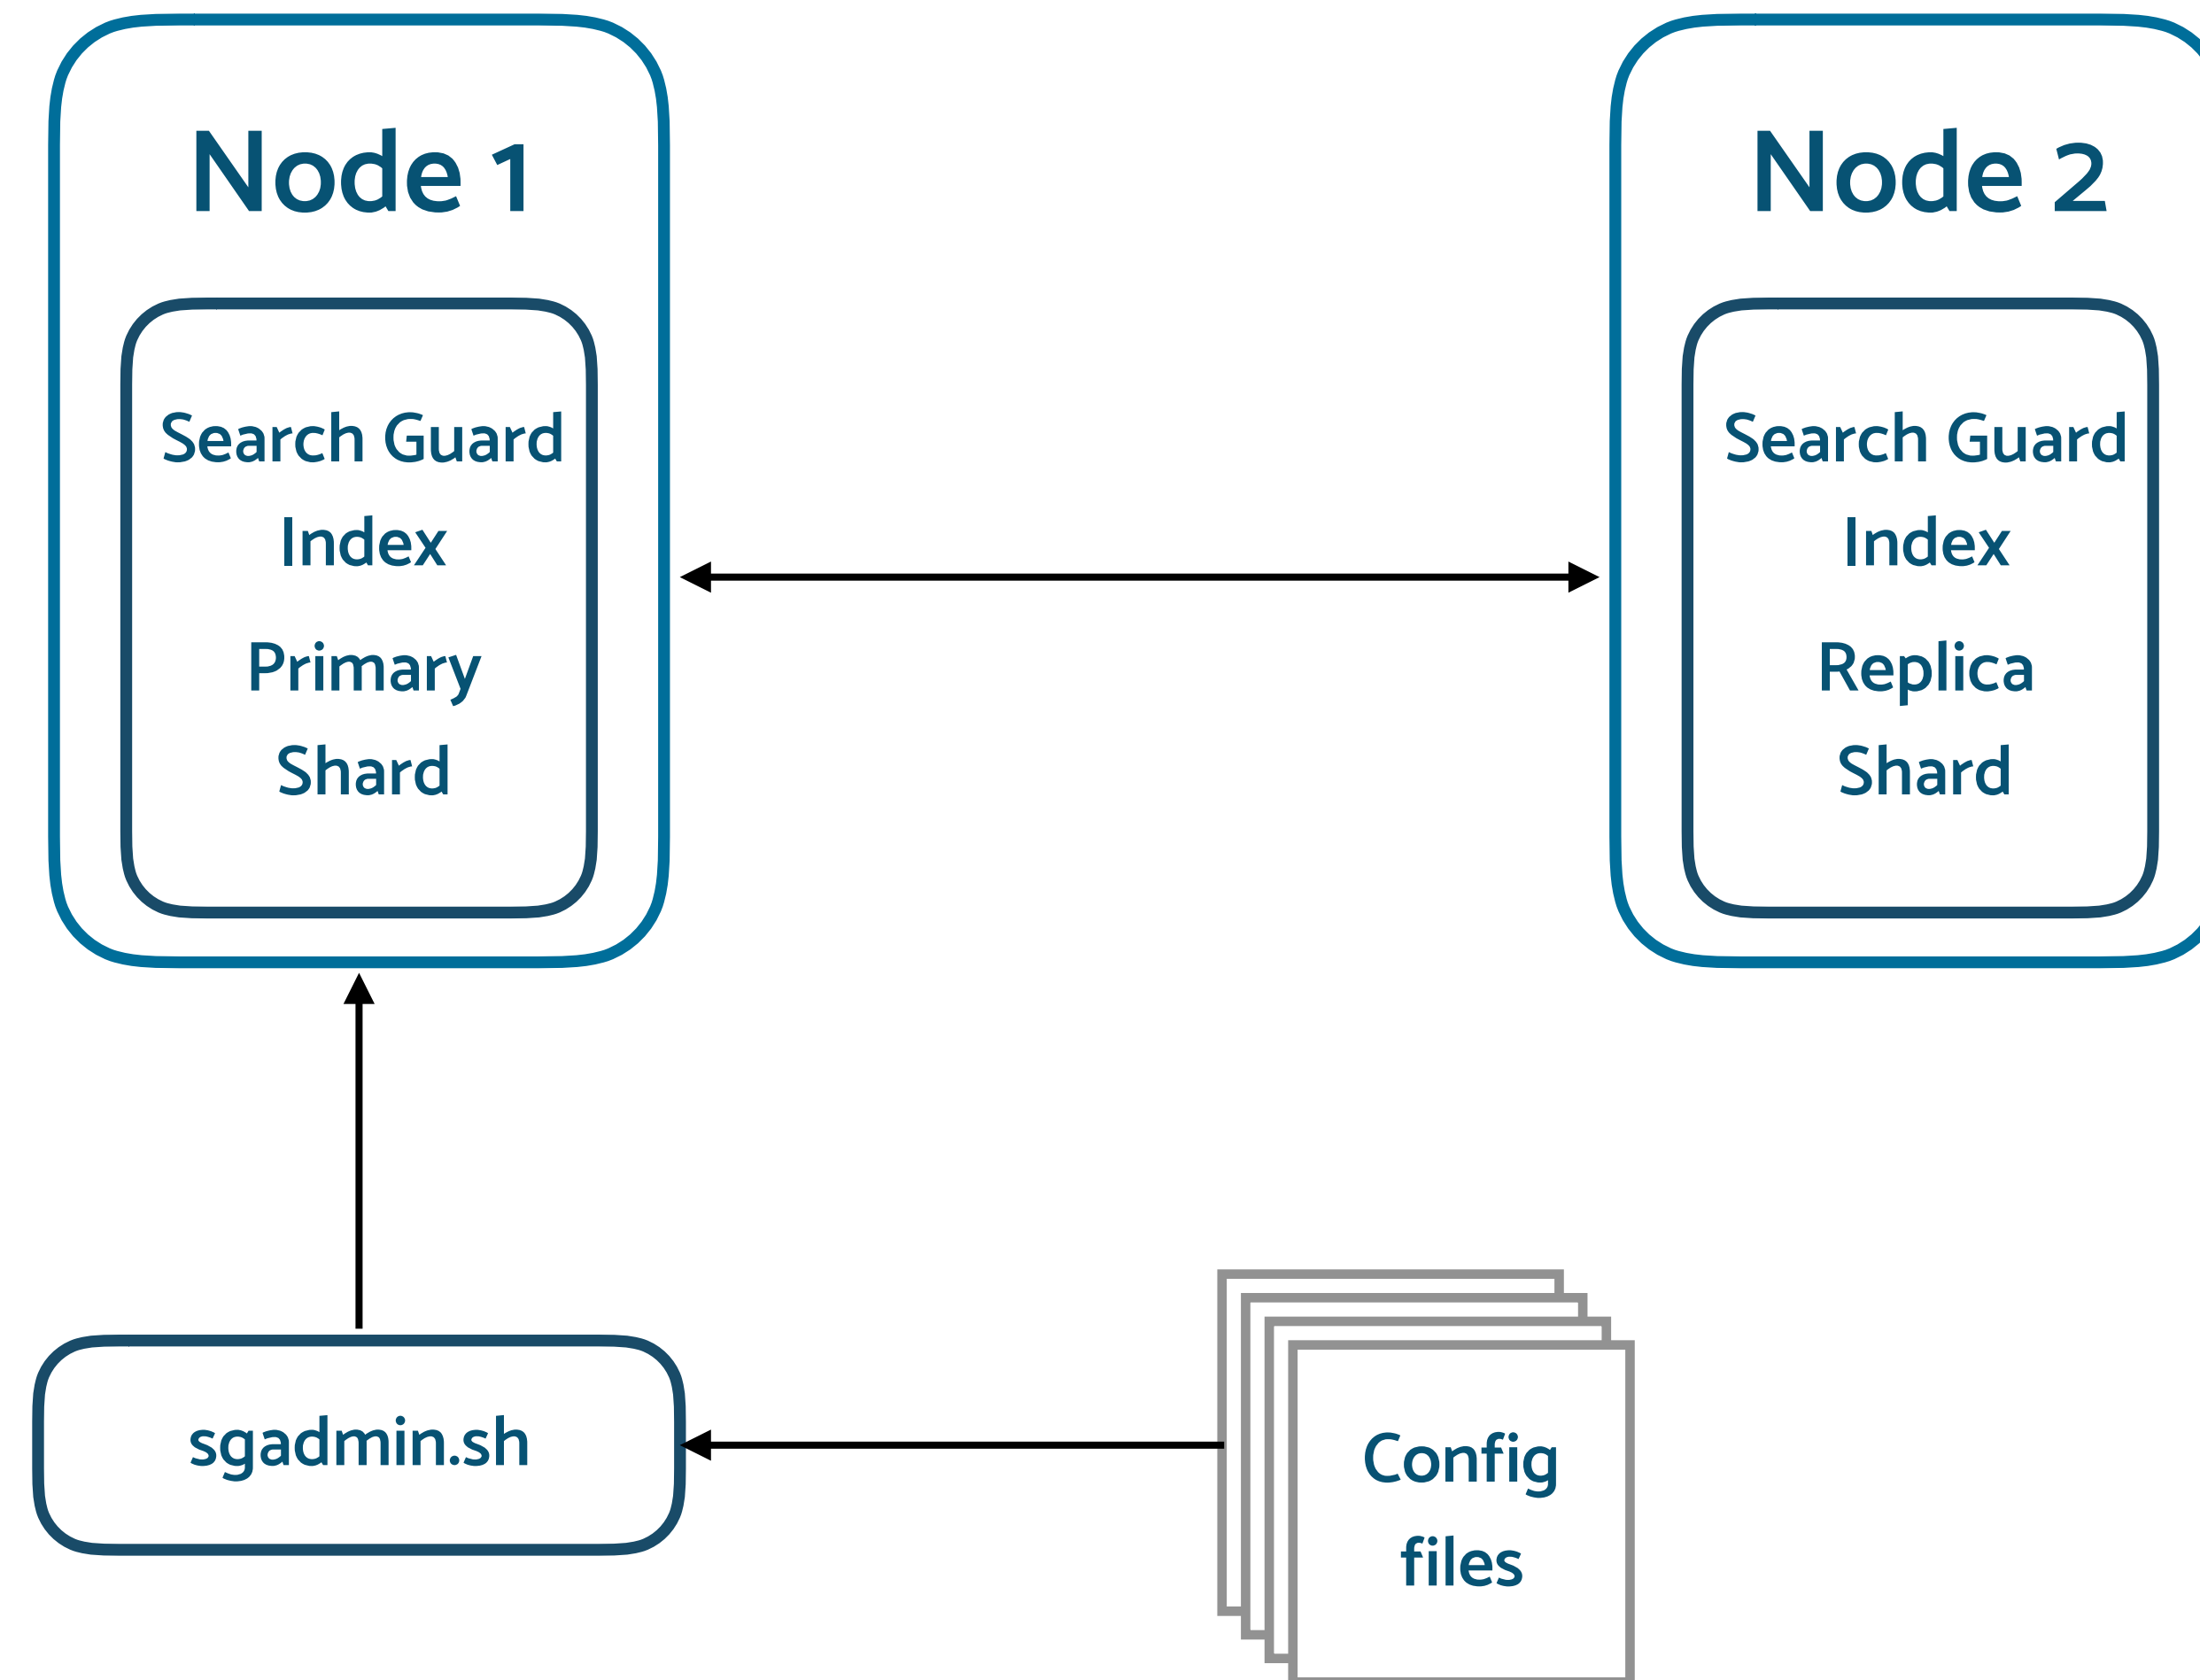 Node 1
Search Guard
Index
Primary
Shard
Node 2
Search Guard
Index
Replica
Shard
sgadmin.sh
Config
files